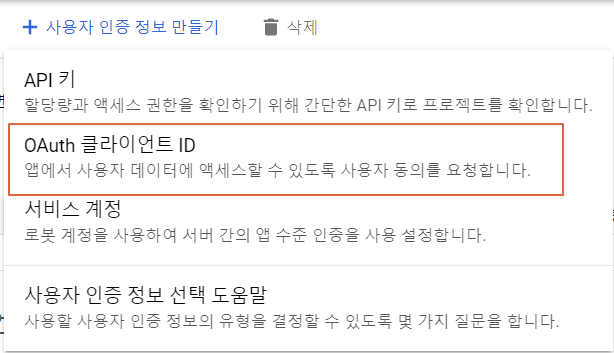 + 사용자 인증 정보 만들기 삭제
API 키
할당량과 액세스 권한을 확인하기 위해 간단한 API 키로 프로젝트를 확인합니다.
OAuth 클라이언트 ID
앱에서 사용자 데이터에 액세스할 수 있도록 사용자 동의를 요청합니다.
서비스 계정
로봇 계정을 사용하여 서버 간의 앱 수준 인증을 사용 설정합니다.
사용자 인증 정보 선택 도움말
사용할 사용자 인증 정보의 유형을 결정할 수 있도록 몇 가지 질문을 합니다.